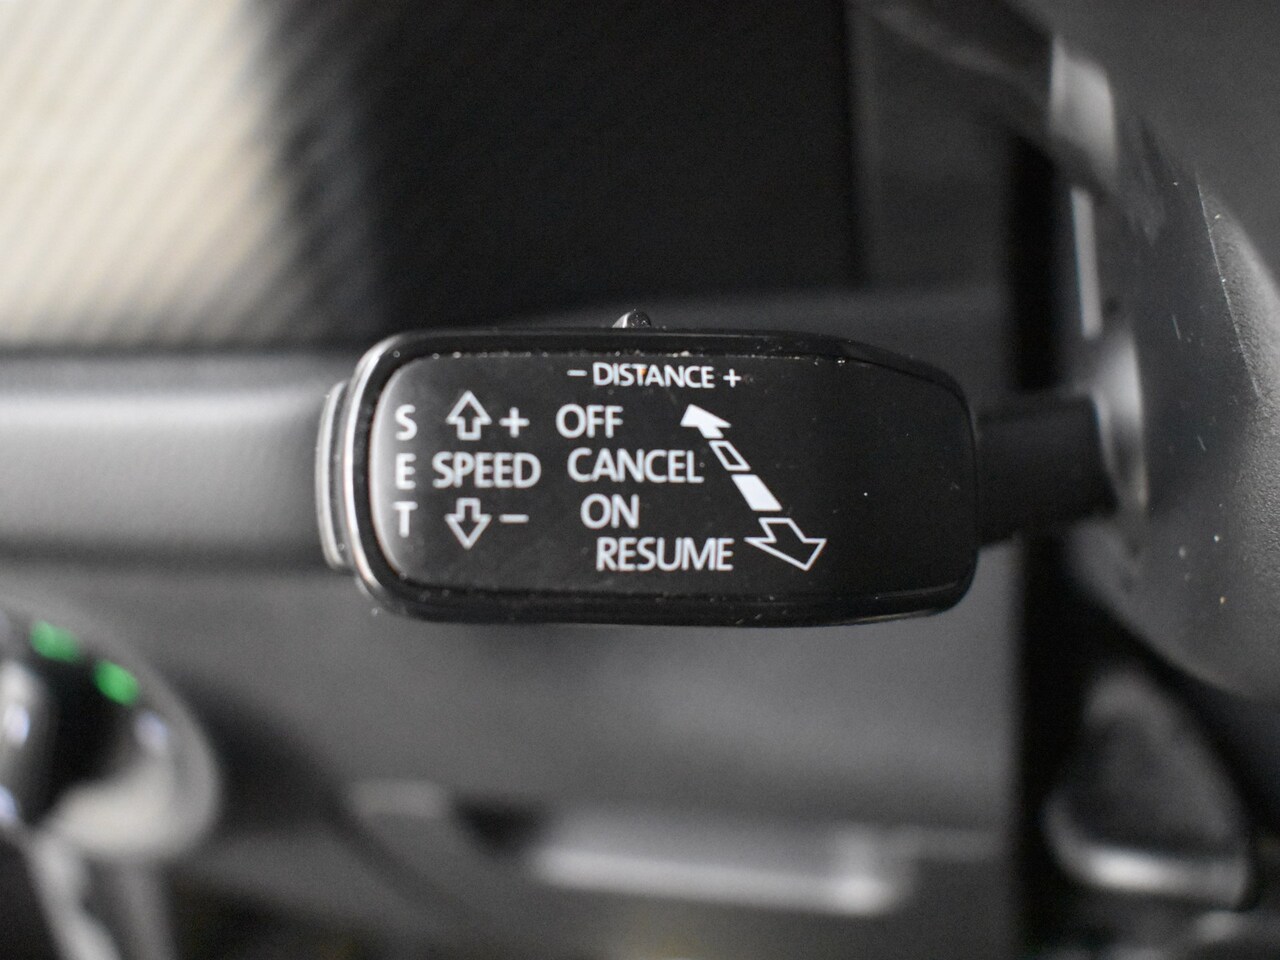 – DISTANCE +
S + OFF
E SPEED CANCEL
T – ON
RESUME